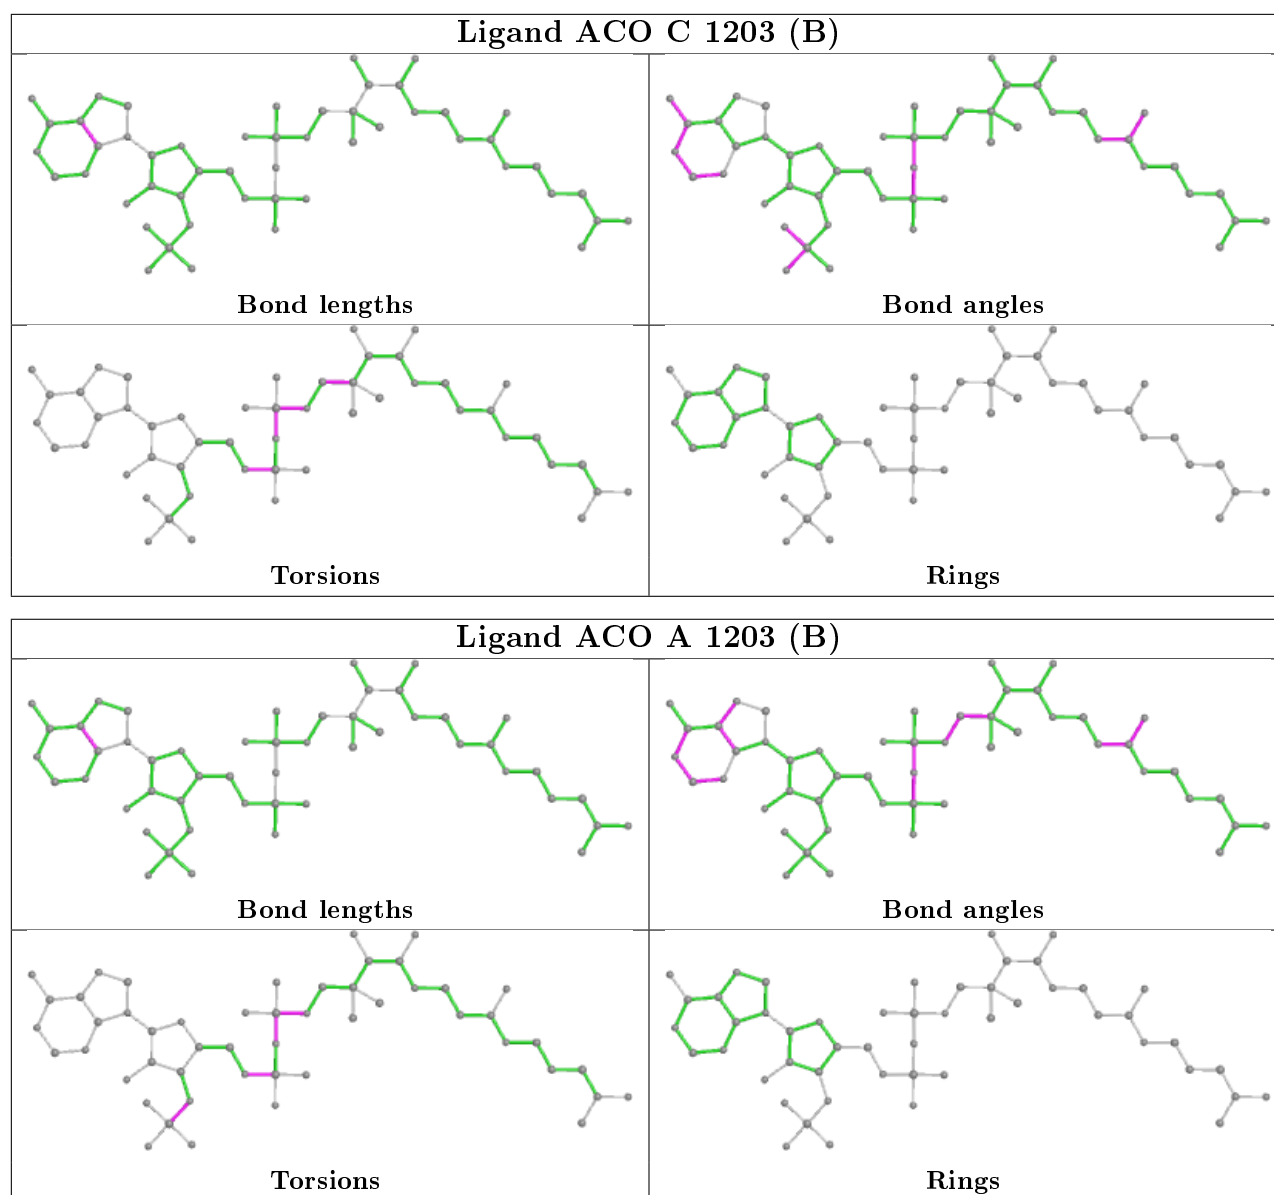 Ligand ACO C 1203 (B)
Bond lengths
Bond angles
Torsions
Rings
Ligand ACO A 1203 (B)
Bond lengths
Bond angles
Torsions
Rings